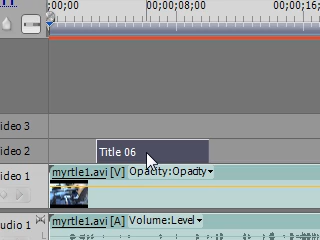 ;00;00 00;00;08;00 00;00;16;
ideo 3
ideo 2 Title 06
ideo 1 myrtle1.avi [V] Opacity:Opacity
udio 1 myrtle1.avi [A] Volume:Level